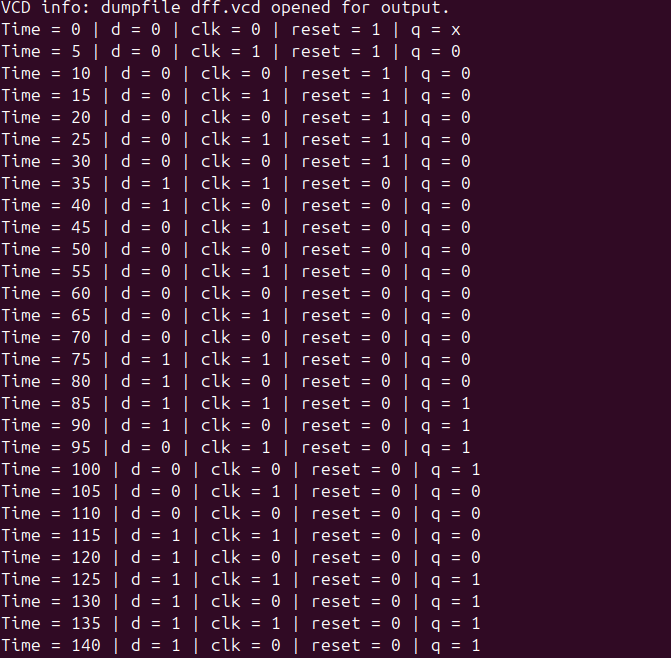 VCD info: dumpfile dff.vcd opened for output.
Time = 0 | d = 0 | clk = 0 | reset = 1 | q = x
Time = 5 | d = 0 | clk = 1 | reset = 1 | q = 0
Time = 10 | d = 0 | clk = 0 | reset = 1 | q = 0
Time = 15 | d = 0 | clk = 1 | reset = 1 | q = 0
Time = 20 | d = 0 | clk = 0 | reset = 1 | q = 0
Time = 25 | d = 0 | clk = 1 | reset = 1 | q = 0
Time = 30 | d = 0 | clk = 0 | reset = 1 | q = 0
Time = 35 | d = 1 | clk = 1 | reset = 0 | q = 0
Time = 40 | d = 1 | clk = 0 | reset = 0 | q = 0
Time = 45 | d = 0 | clk = 1 | reset = 0 | q = 0
Time = 50 | d = 0 | clk = 0 | reset = 0 | q = 0
Time = 55 | d = 0 | clk = 1 | reset = 0 | q = 0
Time = 60 | d = 0 | clk = 0 | reset = 0 | q = 0
Time = 65 | d = 0 | clk = 1 | reset = 0 | q = 0
Time = 70 | d = 0 | clk = 0 | reset = 0 | q = 0
Time = 75 | d = 1 | clk = 1 | reset = 0 | q = 0
Time = 80 | d = 1 | clk = 0 | reset = 0 | q = 0
Time = 85 | d = 1 | clk = 1 | reset = 0 | q = 1
Time = 90 | d = 1 | clk = 0 | reset = 0 | q = 1
Time = 95 | d = 0 | clk = 1 | reset = 0 | q = 1
Time = 100 | d = 0 | clk = 0 | reset = 0 | q = 1
Time = 105 | d = 0 | clk = 1 | reset = 0 | q = 0
Time = 110 | d = 0 | clk = 0 | reset = 0 | q = 0
Time = 115 | d = 1 | clk = 1 | reset = 0 | q = 0
Time = 120 | d = 1 | clk = 0 | reset = 0 | q = 0
Time = 125 | d = 1 | clk = 1 | reset = 0 | q = 1
Time = 130 | d = 1 | clk = 0 | reset = 0 | q = 1
Time = 135 | d = 1 | clk = 1 | reset = 0 | q = 1
Time = 140 | d = 1 | clk = 0 | reset = 0 | q = 1